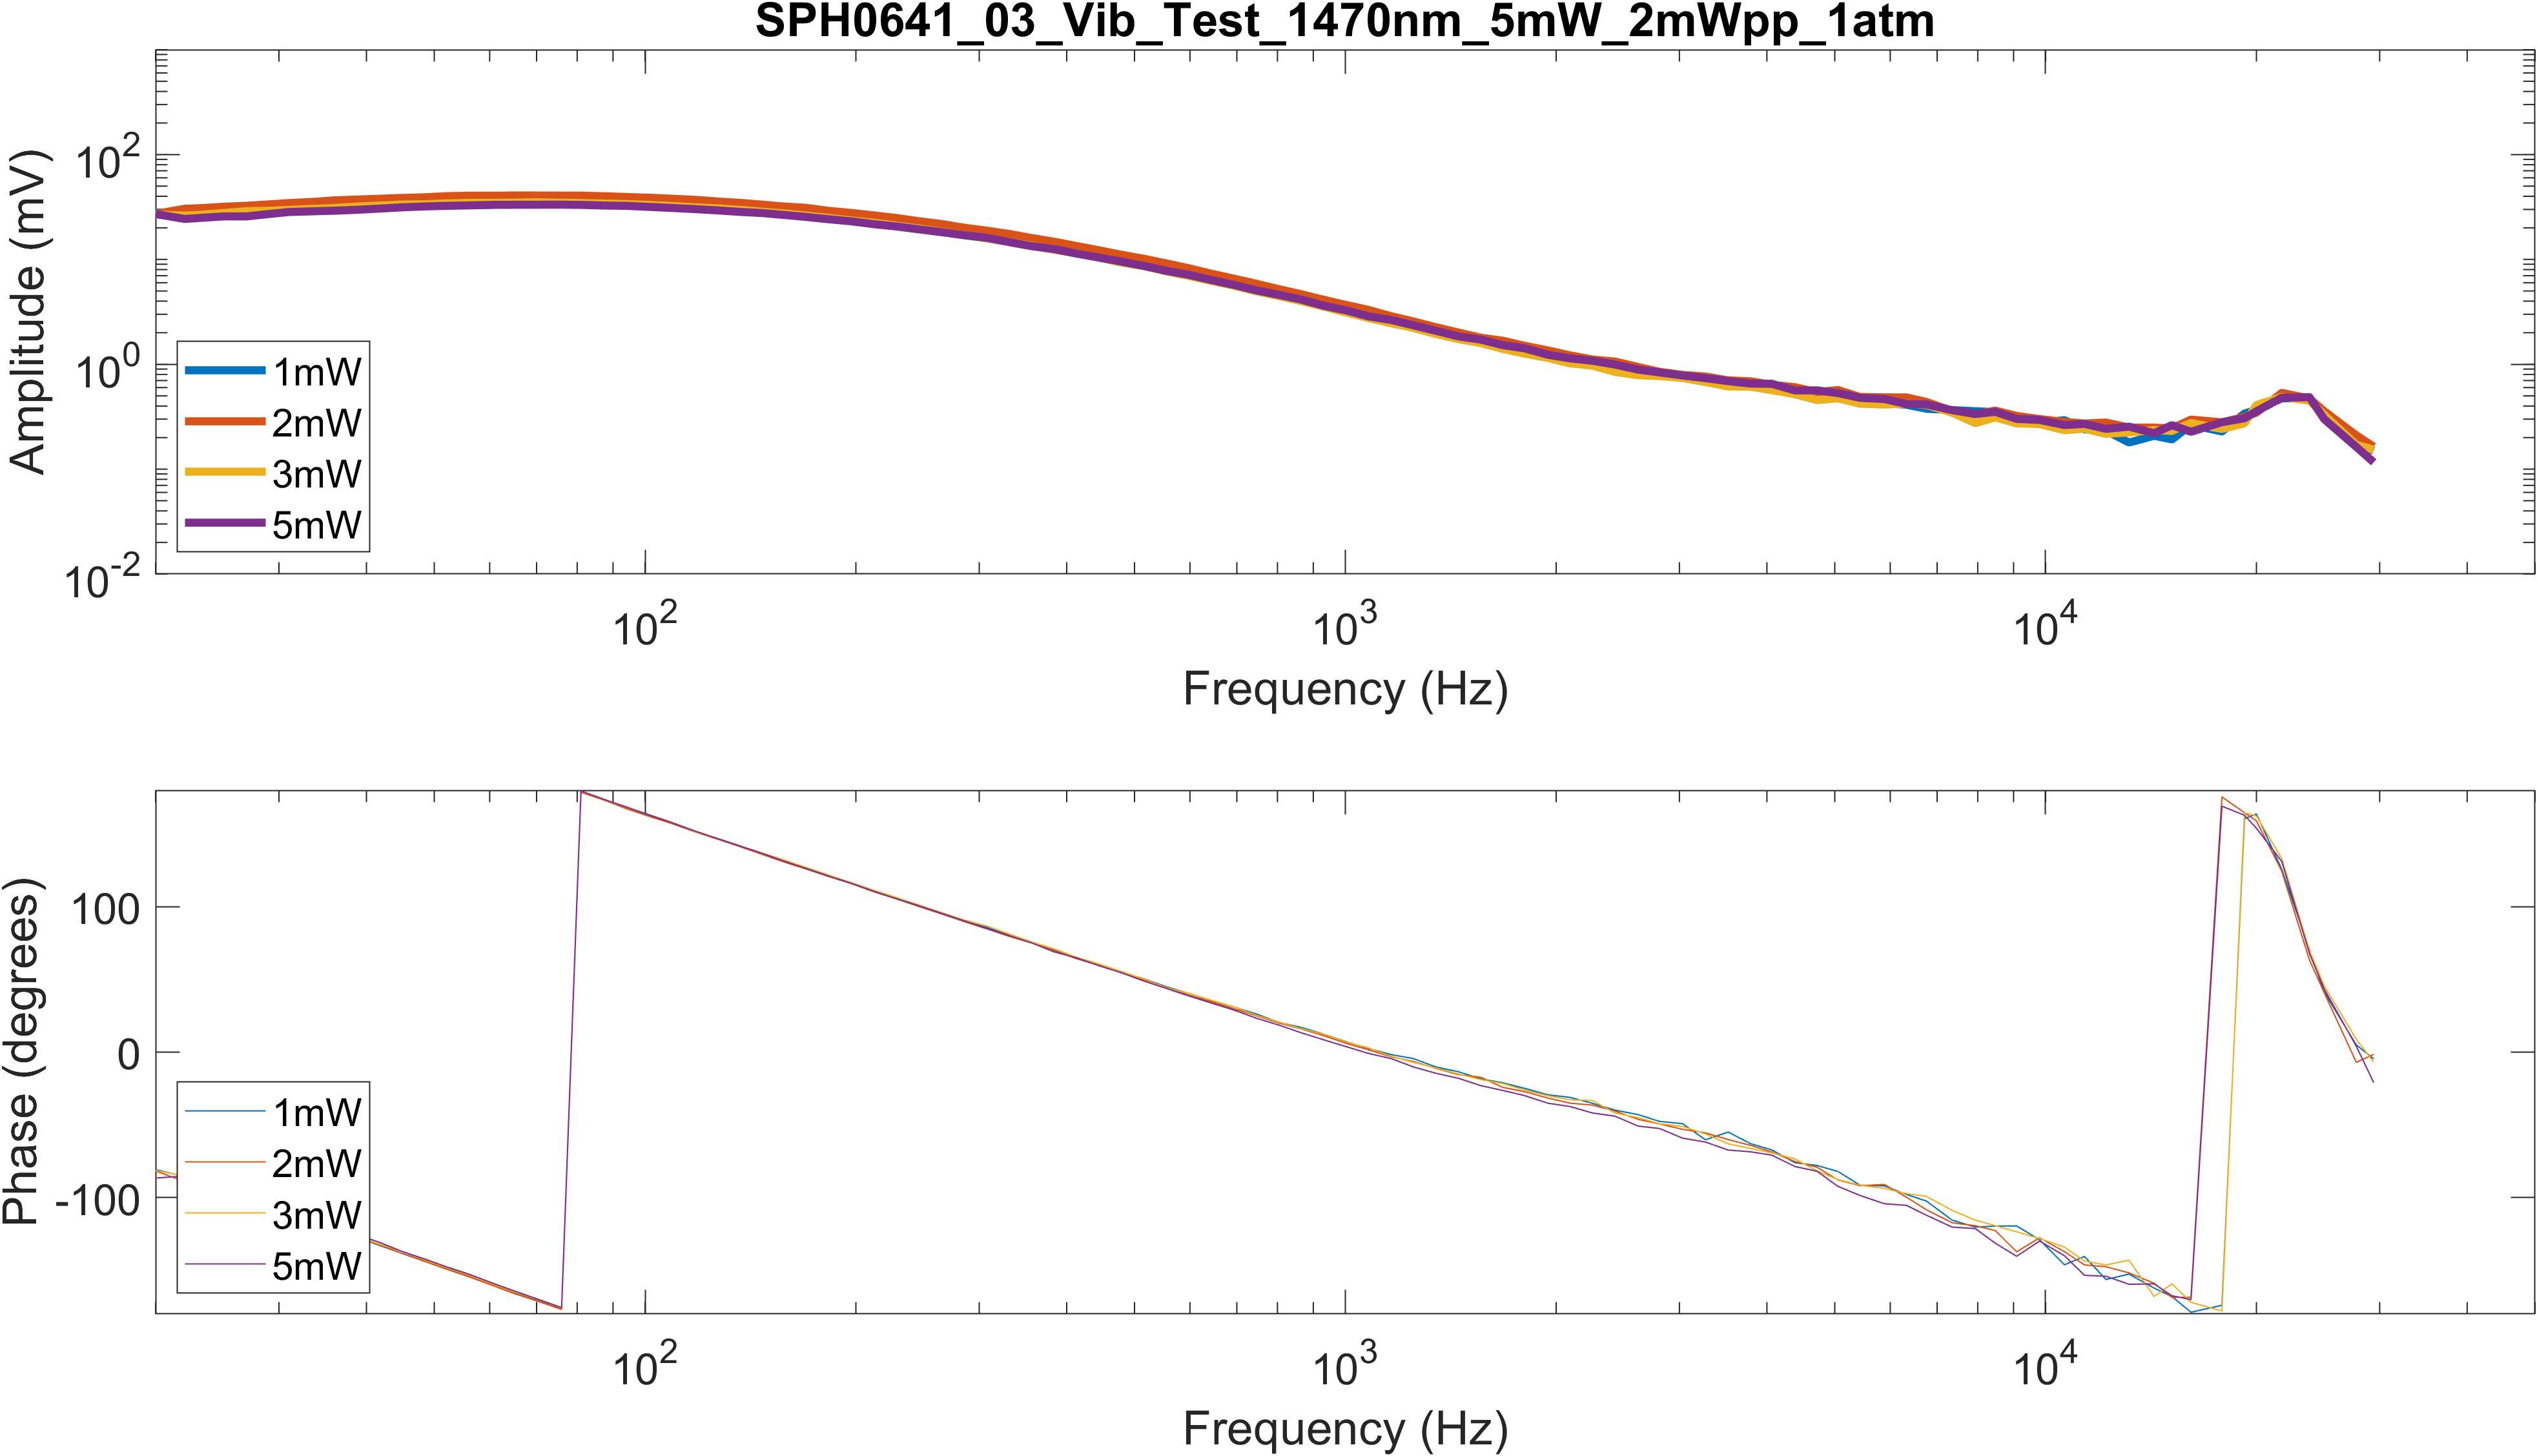 SPH0641_03_Vib_Test_1470nm_5mW_2mWpp_1atm
Amplitude (mV)
10^2
10^0
10^-2
1mW
2mW
3mW
5mW
10^2
10^3
10^4
Frequency (Hz)
Phase (degrees)
100
0
-100
1mW
2mW
3mW
5mW
10^2
10^3
10^4
Frequency (Hz)